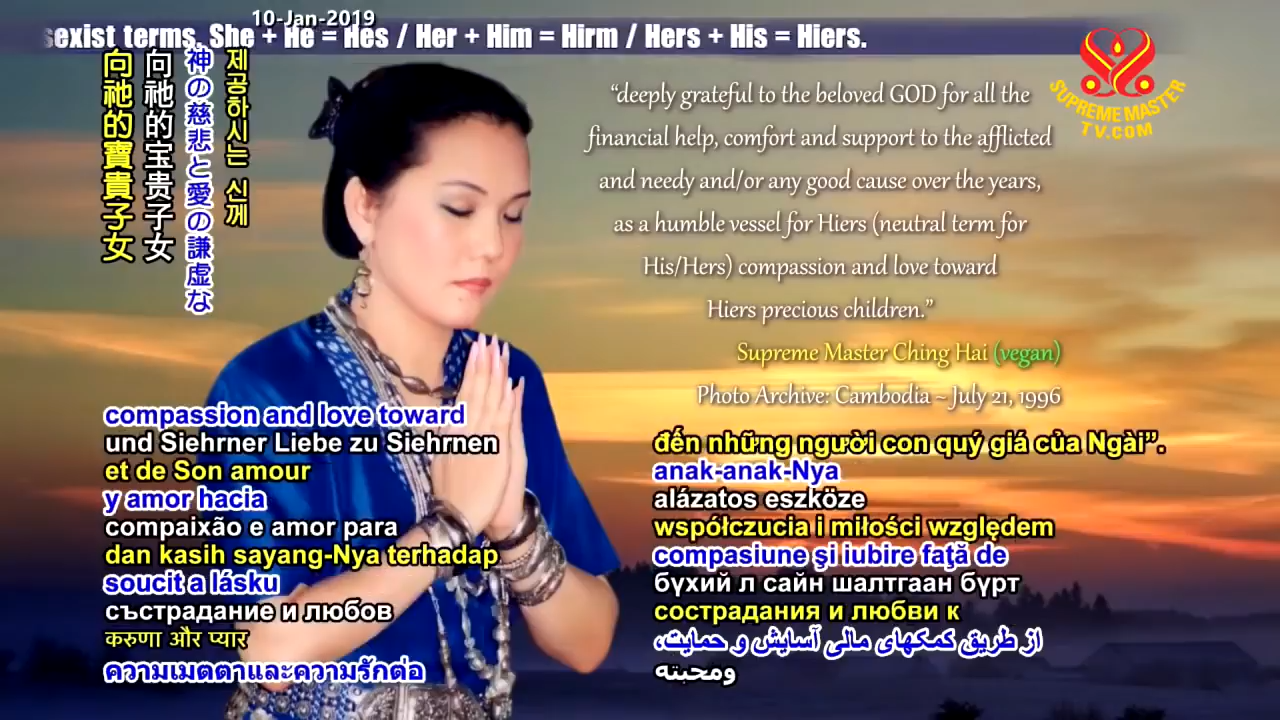 10-Jan-2019
sexist terms. She + He = Hes / Her + Him = Hirm / Hers + His = Hiers.
제공하시는 신께
神の慈悲と愛の謙虚な
向祂的宝贵子女
向祂的寶貴子女
“deeply grateful to the beloved GOD for all the
financial help, comfort and support to the afflicted
and needy and/or any good cause over the years,
as a humble vessel for Hiers (neutral term for
His/Hers) compassion and love toward
Hiers precious children.”
Supreme Master Ching Hai (vegan)
Photo Archive: Cambodia ~ July 21, 1996
SUPREME MASTER
TV.COM
compassion and love toward
und Siehrner Liebe zu Siehrnen
et de Son amour
y amor hacia
compaixão e amor para
dan kasih sayang-Nya terhadap
soucit a lásku
състрадание и любов
करुणा और प्यार
ความเมตตาและความรักต่อ
đến những người con quý giá của Ngài”.
anak-anak-Nya
alázatos eszköze
współczucia i miłości względem
compasiune şi iubire faţă de
бүхий л сайн шалтгаан бүрт
сострадания и любви к
از طریق کمکهای مالی آسایش و حمایت،
ومحبته